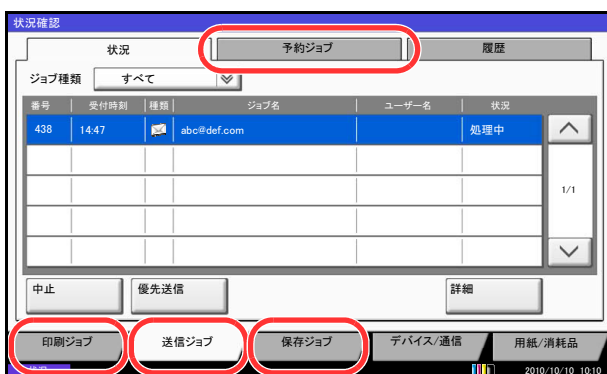 状況確認
状況 予約ジョブ 履歴
ジョブ種類 すべて
番号 受付時刻 種類 ジョブ名 ユーザー名 状況
438 14:47 abc@def.com 処理中
1/1
中止 優先送信 詳細
印刷ジョブ 送信ジョブ 保存ジョブ デバイス/通信 用紙/消耗品
状況 2010/10/10 10:10